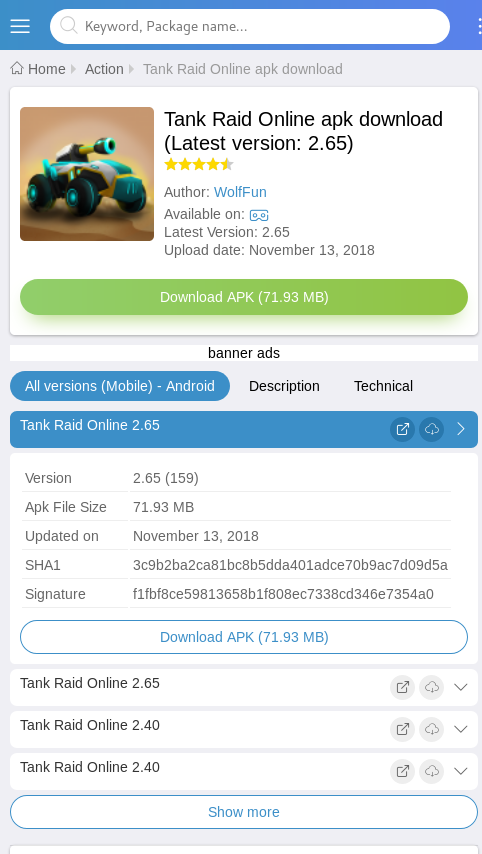 Keyword, Package name...
Home Action Tank Raid Online apk download
Tank Raid Online apk download
(Latest version: 2.65)
Author: WolfFun
Available on:
Latest Version: 2.65
Upload date: November 13, 2018
Download APK (71.93 MB)
banner ads
All versions (Mobile) - Android Description Technical
Tank Raid Online 2.65
Version 2.65 (159)
Apk File Size 71.93 MB
Updated on November 13, 2018
SHA1 3c9b2ba2ca81bc8b5dda401adce70b9ac7d09d5a
Signature f1fbf8ce59813658b1f808ec7338cd346e7354a0
Download APK (71.93 MB)
Tank Raid Online 2.65
Tank Raid Online 2.40
Tank Raid Online 2.40
Show more